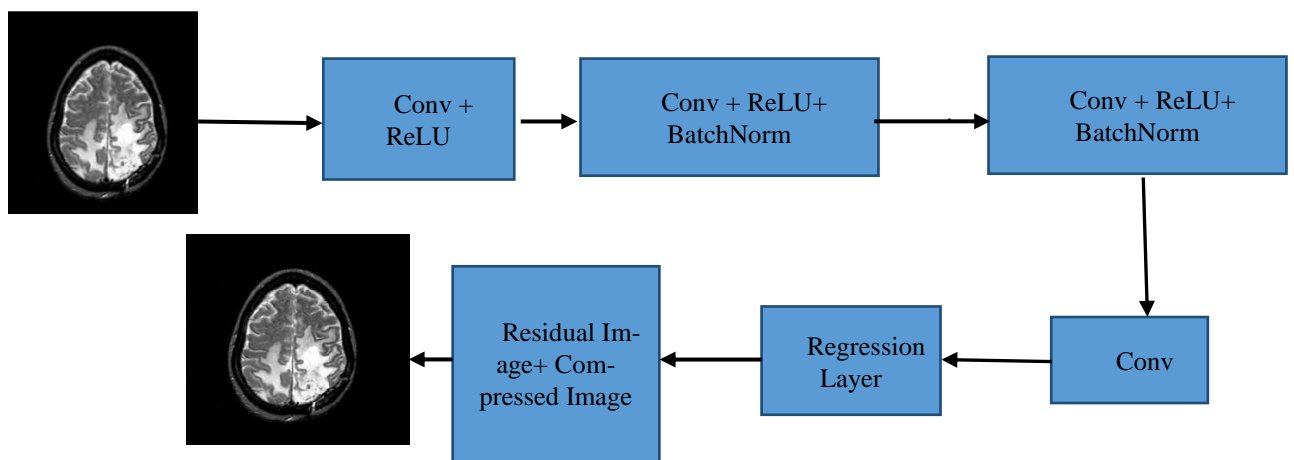 Conv +
ReLU
Conv + ReLU+
BatchNorm
Conv + ReLU+
BatchNorm
Conv
Regression
Layer
Residual Im-
age+ Com-
pressed Image